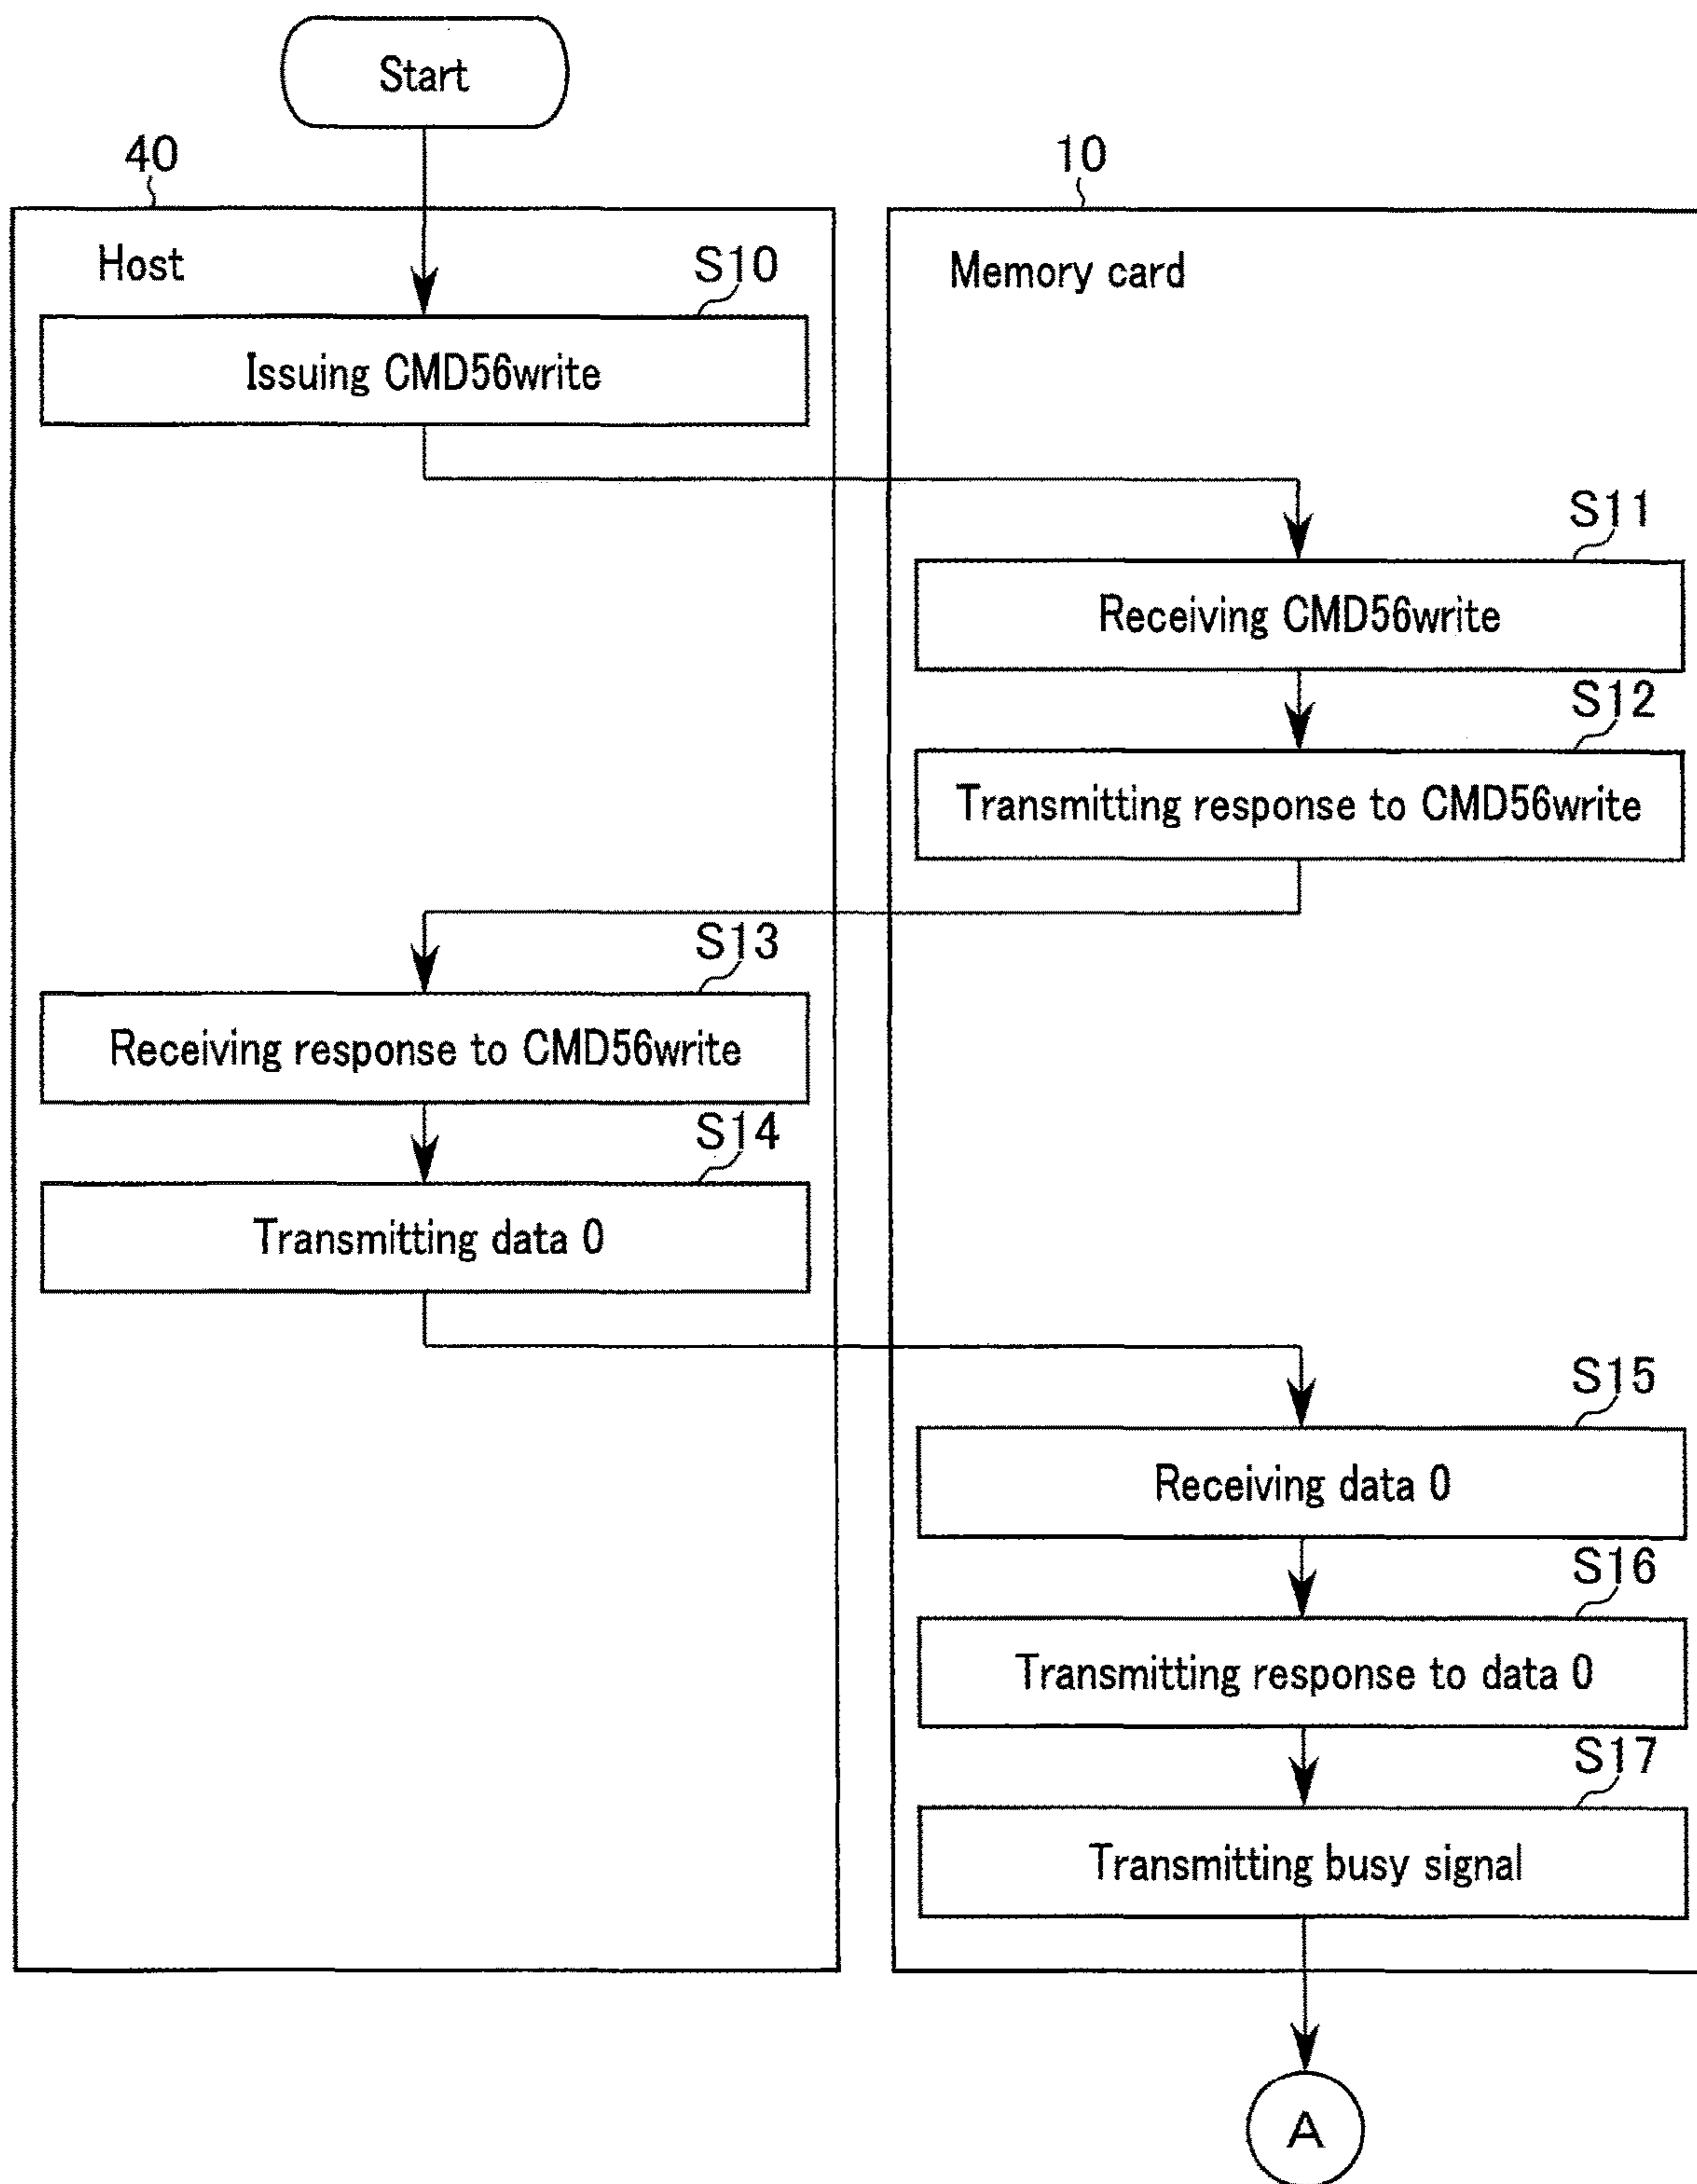 Start
40
10
Host
Memory card
S10
Issuing CMD56write
S11
Receiving CMD56write
S12
Transmitting response to CMD56write
S13
Receiving response to CMD56write
S14
Transmitting data 0
S15
Receiving data 0
S16
Transmitting response to data 0
S17
Transmitting busy signal
A